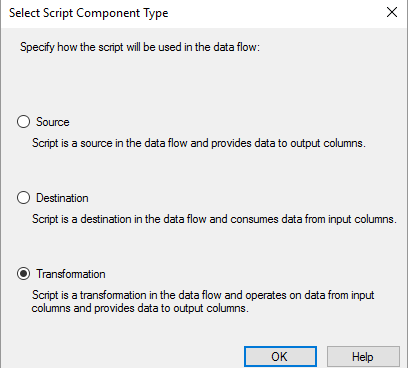 Select Script Component Type
Specify how the script will be used in the data flow:
Source
Script is a source in the data flow and provides data to output columns.
Destination
Script is a destination in the data flow and consumes data from input columns.
Transformation
Script is a transformation in the data flow and operates on data from input
columns and provides data to output columns.
OK
Help